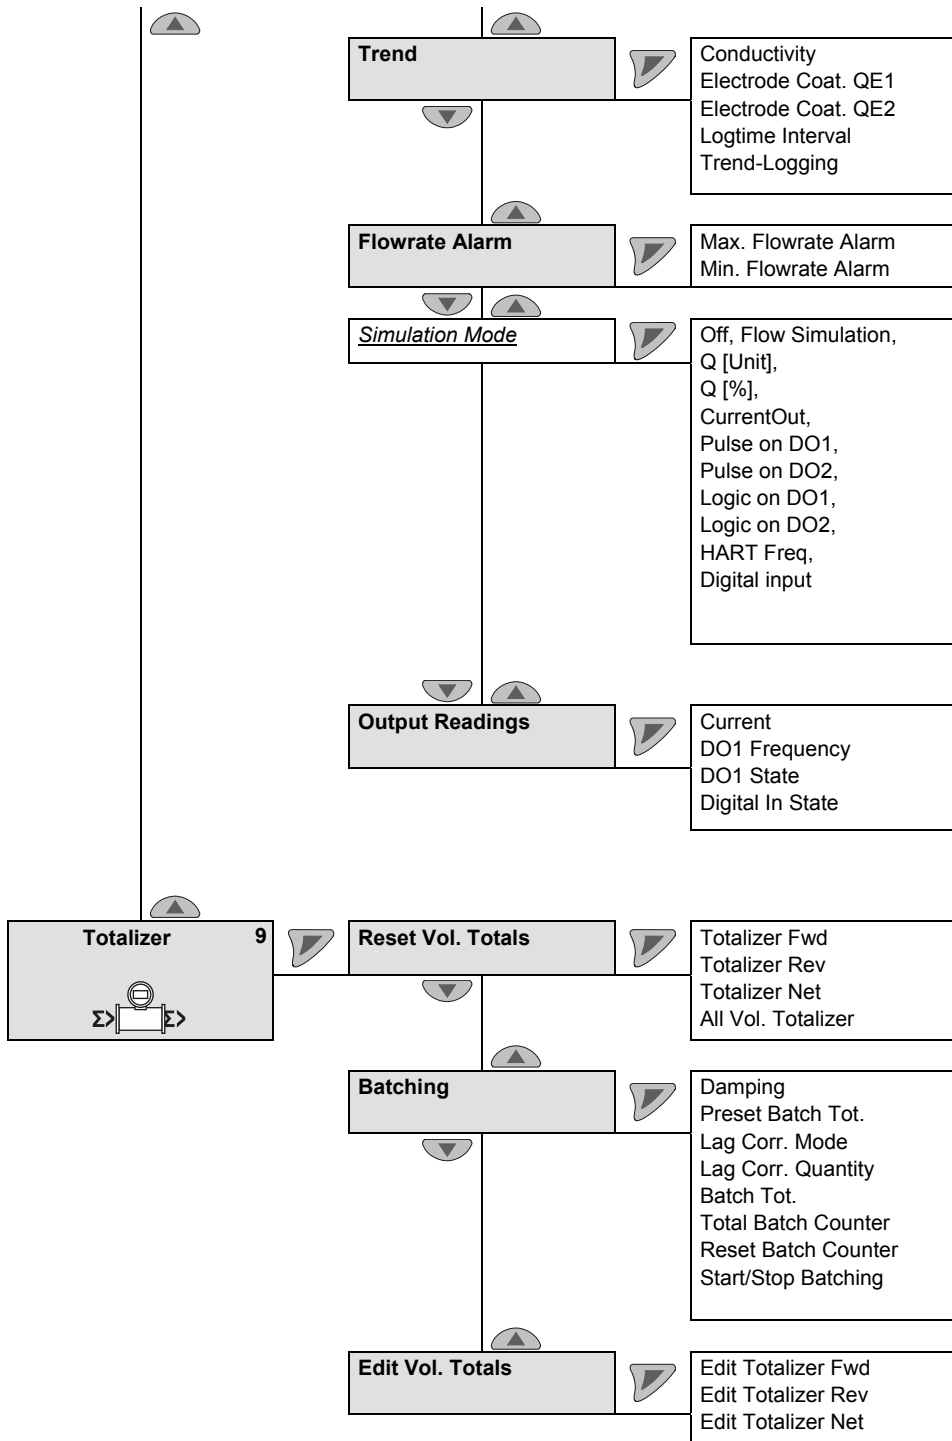 Trend
Conductivity
Electrode Coat. QE1
Electrode Coat. QE2
Logtime Interval
Trend-Logging
Flowrate Alarm
Max. Flowrate Alarm
Min. Flowrate Alarm
Simulation Mode
Off, Flow Simulation,
Q [Unit],
Q [%],
CurrentOut,
Pulse on DO1,
Pulse on DO2,
Logic on DO1,
Logic on DO2,
HART Freq,
Digital input
Output Readings
Current
DO1 Frequency
DO1 State
Digital In State
Totalizer 9
Σ> Σ>
Reset Vol. Totals
Totalizer Fwd
Totalizer Rev
Totalizer Net
All Vol. Totalizer
Batching
Damping
Preset Batch Tot.
Lag Corr. Mode
Lag Corr. Quantity
Batch Tot.
Total Batch Counter
Reset Batch Counter
Start/Stop Batching
Edit Vol. Totals
Edit Totalizer Fwd
Edit Totalizer Rev
Edit Totalizer Net